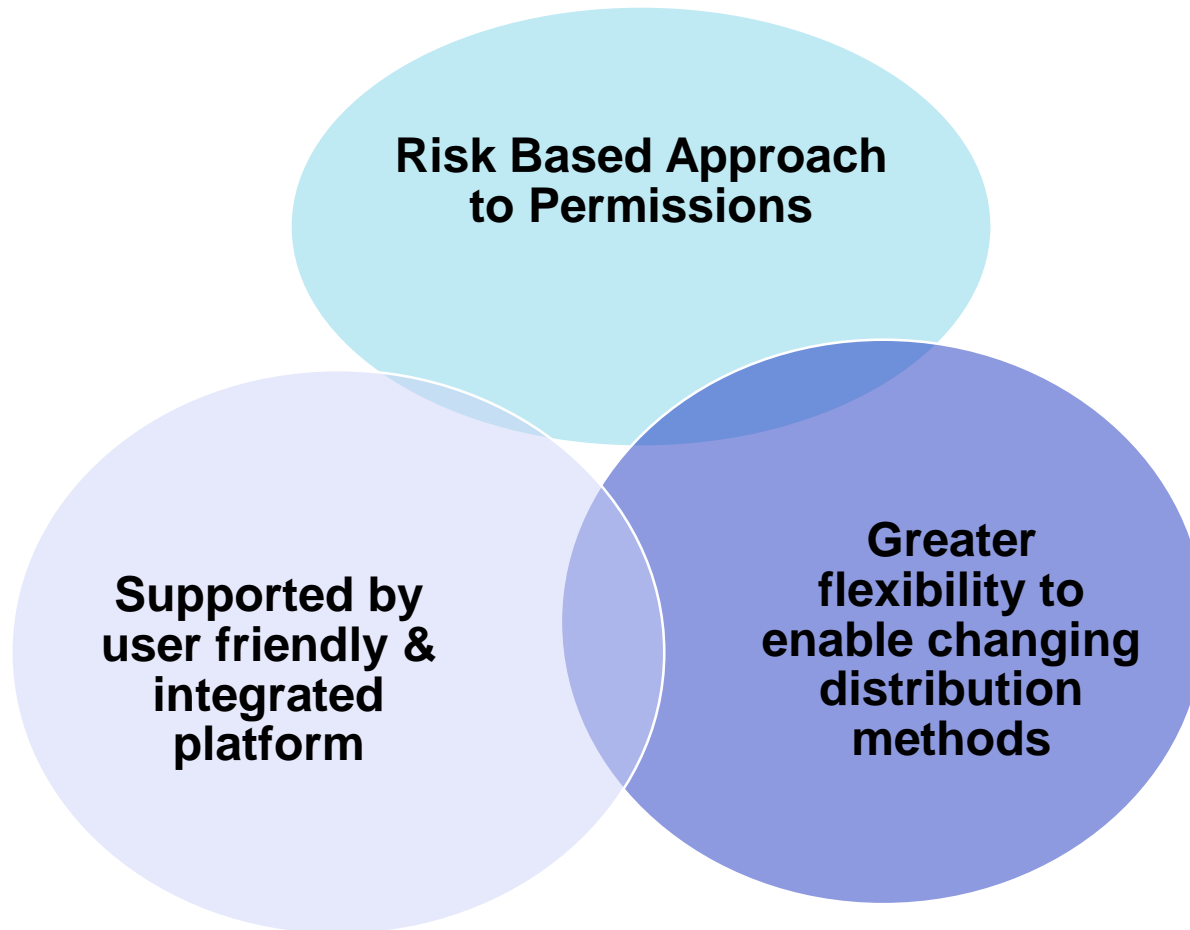 Risk Based Approach
to Permissions
Supported by
user friendly &
integrated
platform
Greater
flexibility to
enable changing
distribution
methods